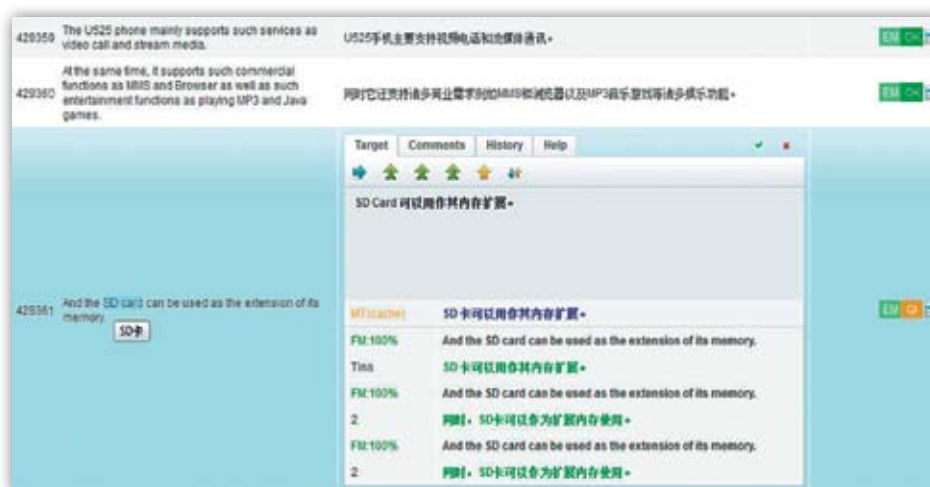 429359 The U525 phone mainly supports such services as
video call and stream media.
U525手机主要支持视频电话和流媒体通讯。
EM CH
At the same time, it supports such commercial
functions as MMS and Browser as well as such
entertainment functions as playing MP3 and Java
games.
429360
同时它还支持诸多商业需求例如MMS和浏览器以及MP3音乐游戏等诸多娱乐功能。
EM CH
Target Comments History Help
SD Card 可以用作其内存扩展。
429361 And the SD card can be used as the extension of its
memory.
SD卡
EM
MT(cache) SD 卡可以用作其内存扩展。
FM:100% And the SD card can be used as the extension of its memory.
Tina SD 卡可以用作其内存扩展。
FM:100% And the SD card can be used as the extension of its memory.
2 同时，SD卡可以作为扩展内存使用。
FM:100% And the SD card can be used as the extension of its memory.
2 同时，SD卡可以作为扩展内存使用。